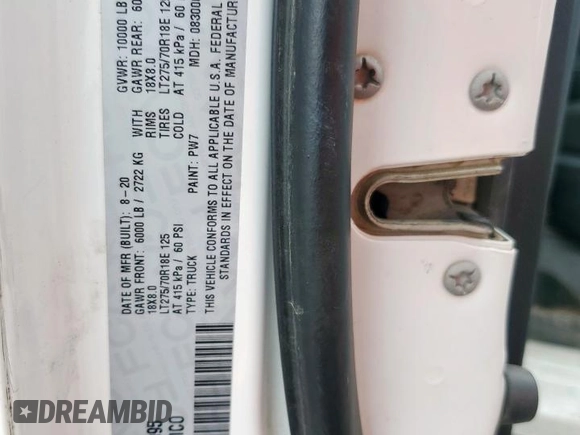 DATE OF MFR (BUILT): 8-20 GVWR: 10000 LB
GAWR FRONT: 6000 LB / 2722 KG WITH GAWR REAR: 60
18X8.0 RIMS 18X8.0
LT275/70R18E 125 TIRES LT275/70R18E 12
AT 415 kPa / 60 PSI COLD AT 415 kPa / 60
TYPE: TRUCK PAINT: PW7 MDH: 08300
THIS VEHICLE CONFORMS TO ALL APPLICABLE U.S.A. FEDERAL
STANDARDS IN EFFECT ON THE DATE OF MANUFACTUR
DREAMBID